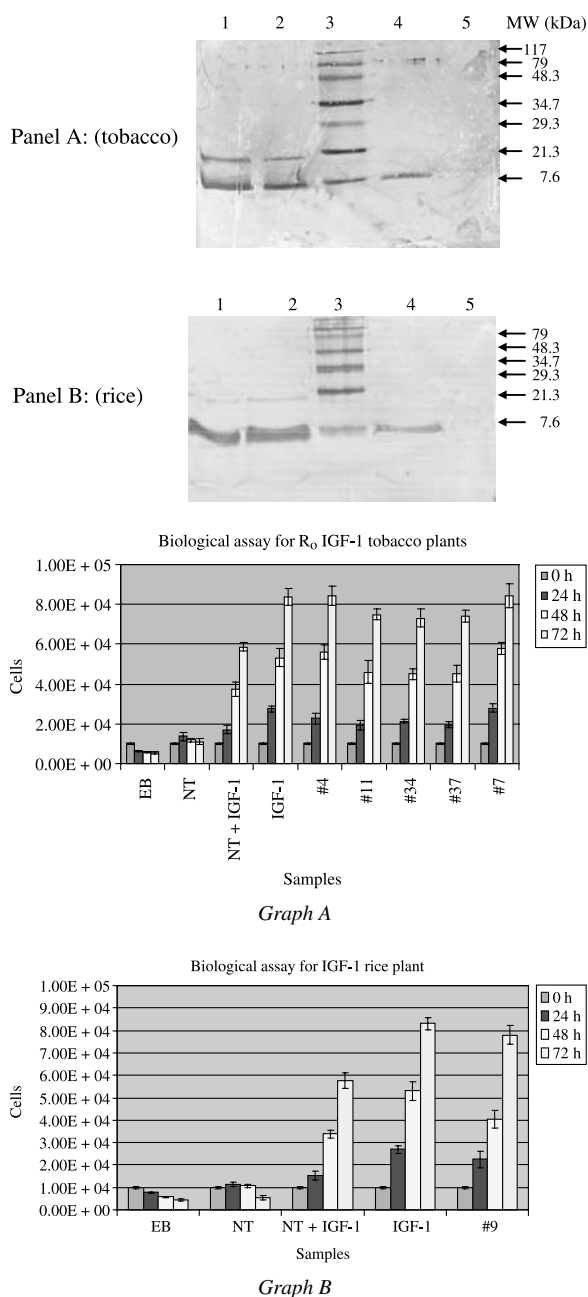 1 2 3 4 5 MW (kDa)
117
79
48.3
34.7
29.3
21.3
7.6
Panel A: (tobacco)
1 2 3 4 5
79
48.3
34.7
29.3
21.3
7.6
Panel B: (rice)
Biological assay for Ro IGF-1 tobacco plants
1.00E + 05
8.00E + 04
6.00E + 04
4.00E + 04
2.00E + 04
0.00E + 00
Cells
0 h
24 h
48 h
72 h
EB NT NT + IGF-1 IGF-1 #4 #11 #34 #37 #7
Samples
Graph A
Biological assay for IGF-1 rice plant
1.00E + 05
9.00E + 04
8.00E + 04
7.00E + 04
6.00E + 04
5.00E + 04
4.00E + 04
3.00E + 04
2.00E + 04
1.00E + 04
0.00E + 00
Cells
0 h
24 h
48 h
72 h
EB NT NT + IGF-1 IGF-1 #9
Samples
Graph B